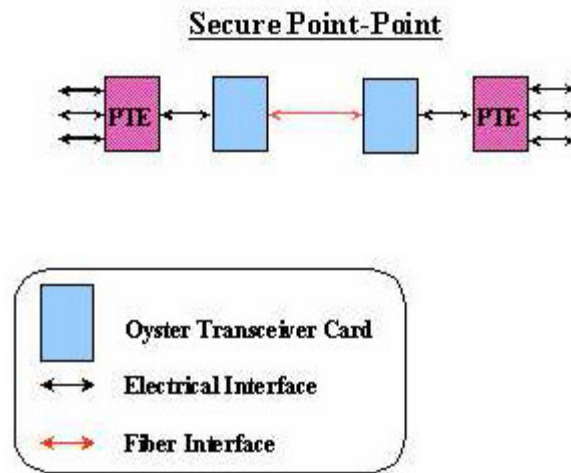 Secure Point-Point
PTE
PTE
Oyster Transceiver Card
Electrical Interface
Fiber Interface